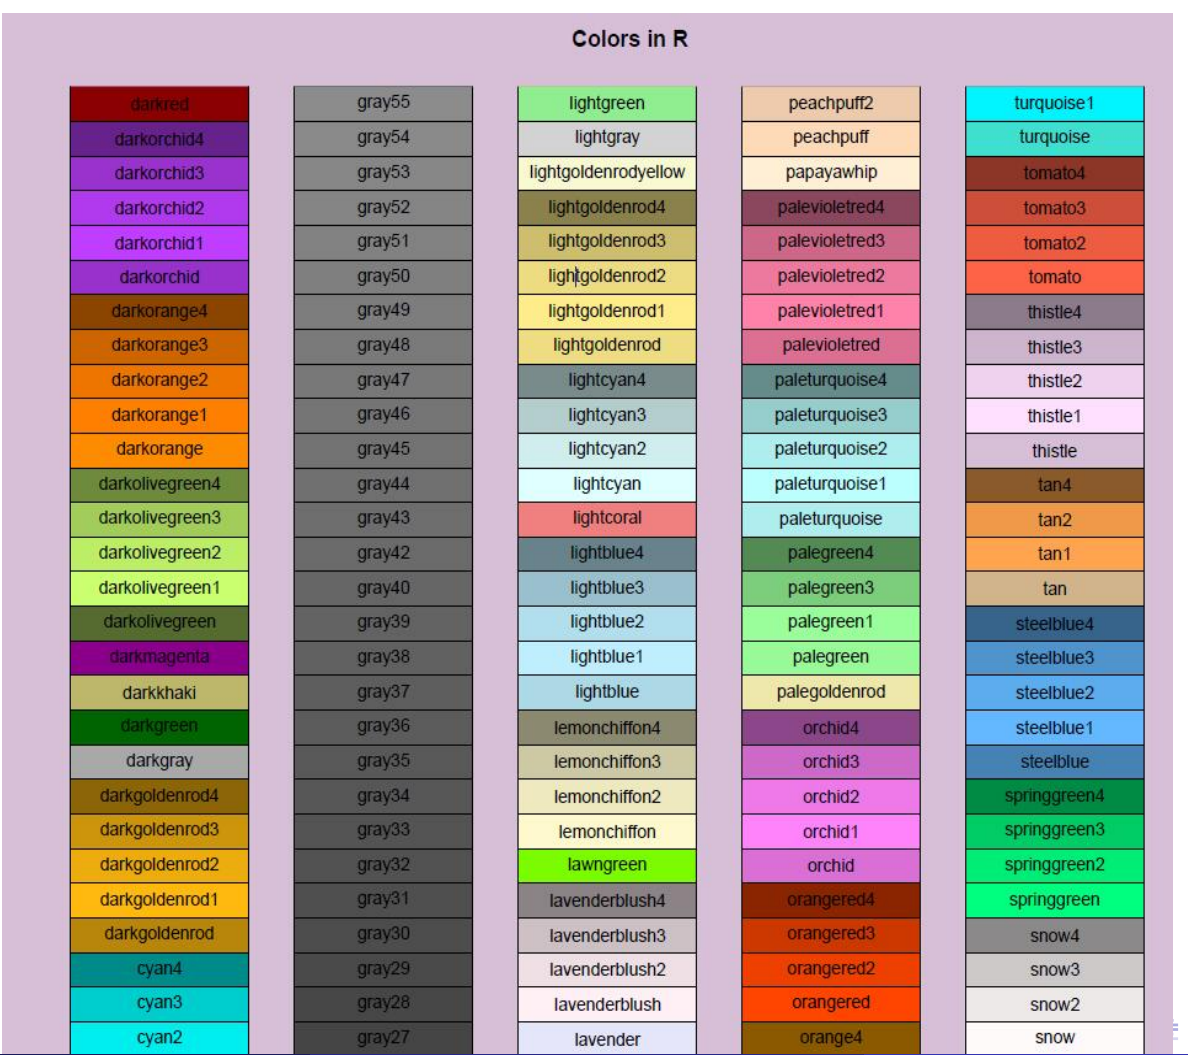 Colors in R
darkred gray55 lightgreen peachpuff2 turquoise1
darkorchid4 gray54 lightgray peachpuff turquoise
darkorchid3 gray53 lightgoldenrodyellow papayawhip tomato4
darkorchid2 gray52 lightgoldenrod4 palevioletred4 tomato3
darkorchid1 gray51 lightgoldenrod3 palevioletred3 tomato2
darkorchid gray50 lightgoldenrod2 palevioletred2 tomato
darkorange4 gray49 lightgoldenrod1 palevioletred1 thistle4
darkorange3 gray48 lightgoldenrod palevioletred thistle3
darkorange2 gray47 lightcyan4 paleturquoise4 thistle2
darkorange1 gray46 lightcyan3 paleturquoise3 thistle1
darkorange gray45 lightcyan2 paleturquoise2 thistle
darkolivegreen4 gray44 lightcyan paleturquoise1 tan4
darkolivegreen3 gray43 lightcoral paleturquoise tan2
darkolivegreen2 gray42 lightblue4 palegreen4 tan1
darkolivegreen1 gray40 lightblue3 palegreen3 tan
darkolivegreen gray39 lightblue2 palegreen1 steelblue4
darkmagenta gray38 lightblue1 palegreen steelblue3
darkkhaki gray37 lightblue palegoldenrod steelblue2
darkgreen gray36 lemonchiffon4 orchid4 steelblue1
darkgray gray35 lemonchiffon3 orchid3 steelblue
darkgoldenrod4 gray34 lemonchiffon2 orchid2 springgreen4
darkgoldenrod3 gray33 lemonchiffon orchid1 springgreen3
darkgoldenrod2 gray32 lawngreen orchid springgreen2
darkgoldenrod1 gray31 lavenderblush4 orangered4 springgreen
darkgoldenrod gray30 lavenderblush3 orangered3 snow4
cyan4 gray29 lavenderblush2 orangered2 snow3
cyan3 gray28 lavenderblush orangered snow2
cyan2 gray27 lavender orange4 snow